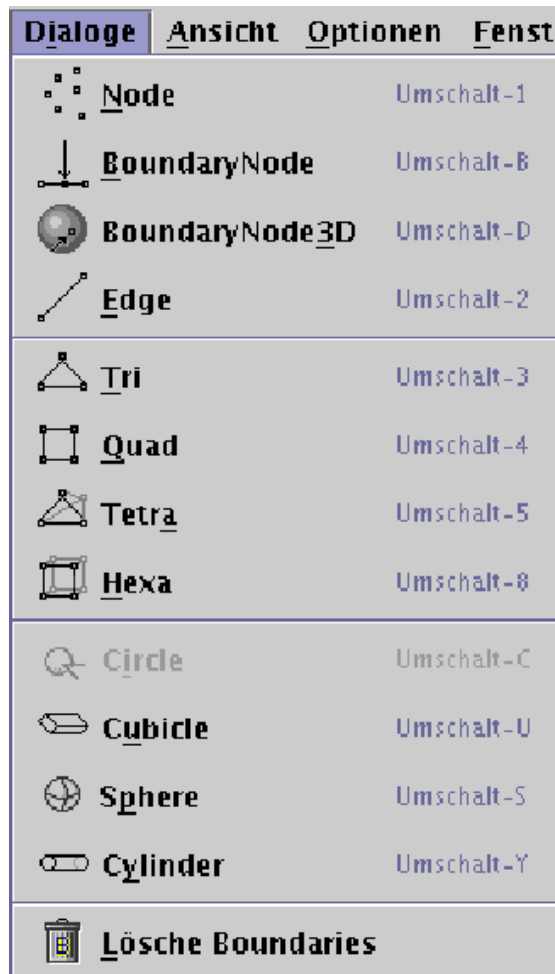 Dialoge Ansicht Optionen Fenst
Node Umschalt-1
BoundaryNode Umschalt-B
BoundaryNode3D Umschalt-D
Edge Umschalt-2
Tri Umschalt-3
Quad Umschalt-4
Tetra Umschalt-5
Hexa Umschalt-8
Circle Umschalt-C
Cubicle Umschalt-U
Sphere Umschalt-S
Cylinder Umschalt-Y
Lösche Boundaries